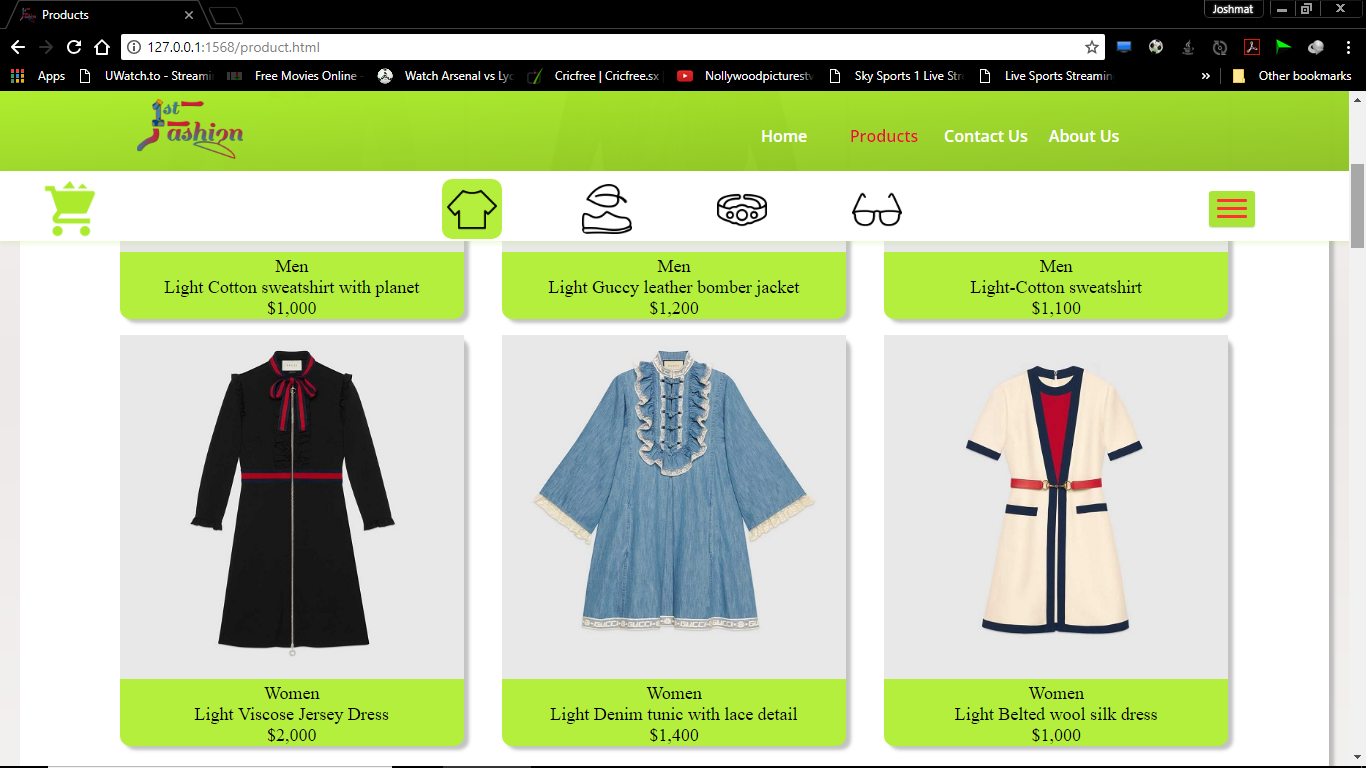 Products
Joshmat
127.0.0.1:1568/product.html
Apps
UWatch.to - Streami
Free Movies Online -
Watch Arsenal vs Lyo
Cricfree | Cricfree.sx
Nollywoodpicturestv
Sky Sports 1 Live Str
Live Sports Streamin
»
Other bookmarks
1st Fashion
Home
Products
Contact Us
About Us
Men
Light Cotton sweatshirt with planet
$1,000
Men
Light Guccy leather bomber jacket
$1,200
Men
Light-Cotton sweatshirt
$1,100
GUCCI GUCCI GUCCI
Women
Light Viscose Jersey Dress
$2,000
Women
Light Denim tunic with lace detail
$1,400
Women
Light Belted wool silk dress
$1,000